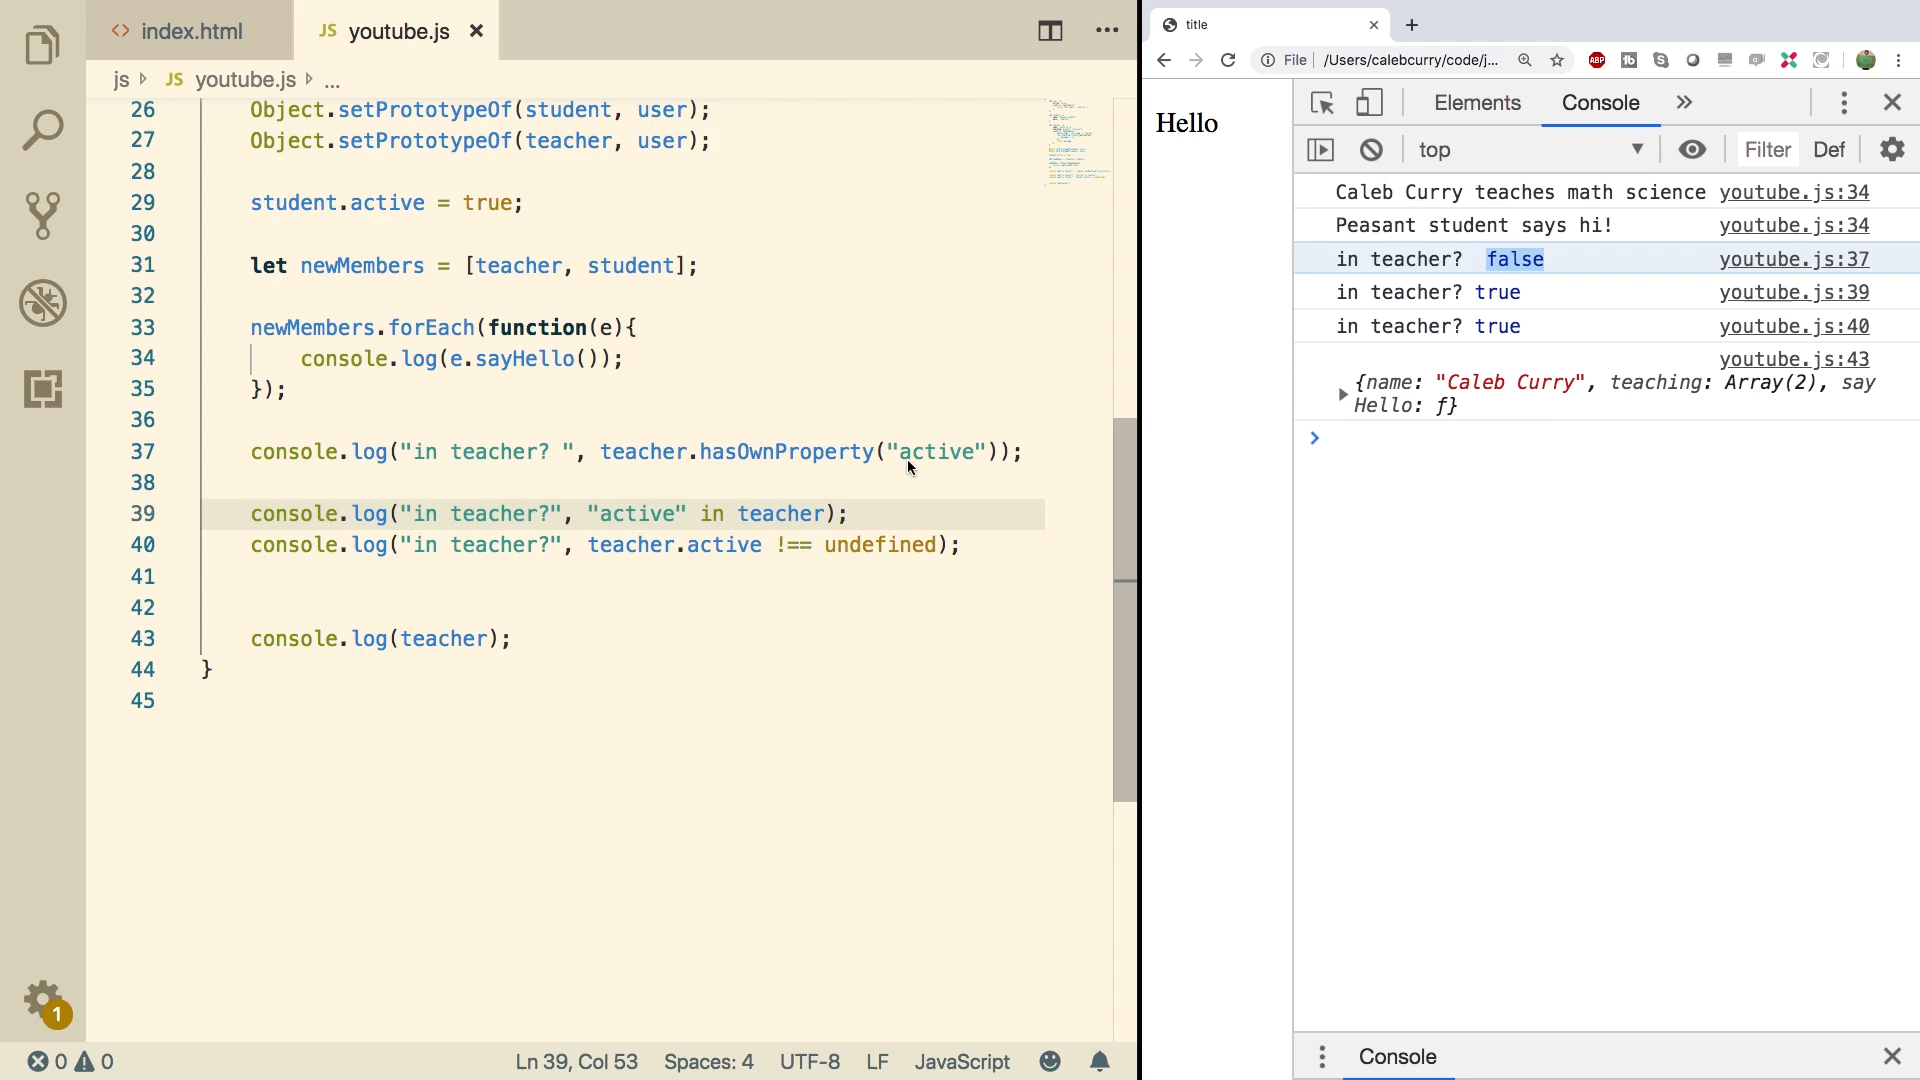 index.html
JS youtube.js
js JS youtube.js ...
26 Object.setPrototypeOf(student, user);
27 Object.setPrototypeOf(teacher, user);
28
29 student.active = true;
30
31 let newMembers = [teacher, student];
32
33 newMembers.forEach(function(e){
34 console.log(e.sayHello());
35 });
36
37 console.log("in teacher? ", teacher.hasOwnProperty("active"));
38
39 console.log("in teacher?", "active" in teacher);
40 console.log("in teacher?", teacher.active !== undefined);
41
42
43 console.log(teacher);
44 }
45
1
0 0 Ln 39, Col 53 Spaces: 4 UTF-8 LF JavaScript
title
File /Users/calebcurry/code/j...
ABP
Hello
Elements Console
top Filter Def
Caleb Curry teaches math science youtube.js:34
Peasant student says hi! youtube.js:34
in teacher? false youtube.js:37
in teacher? true youtube.js:39
in teacher? true youtube.js:40
youtube.js:43
{name: "Caleb Curry", teaching: Array(2), say
Hello: ƒ}
Console